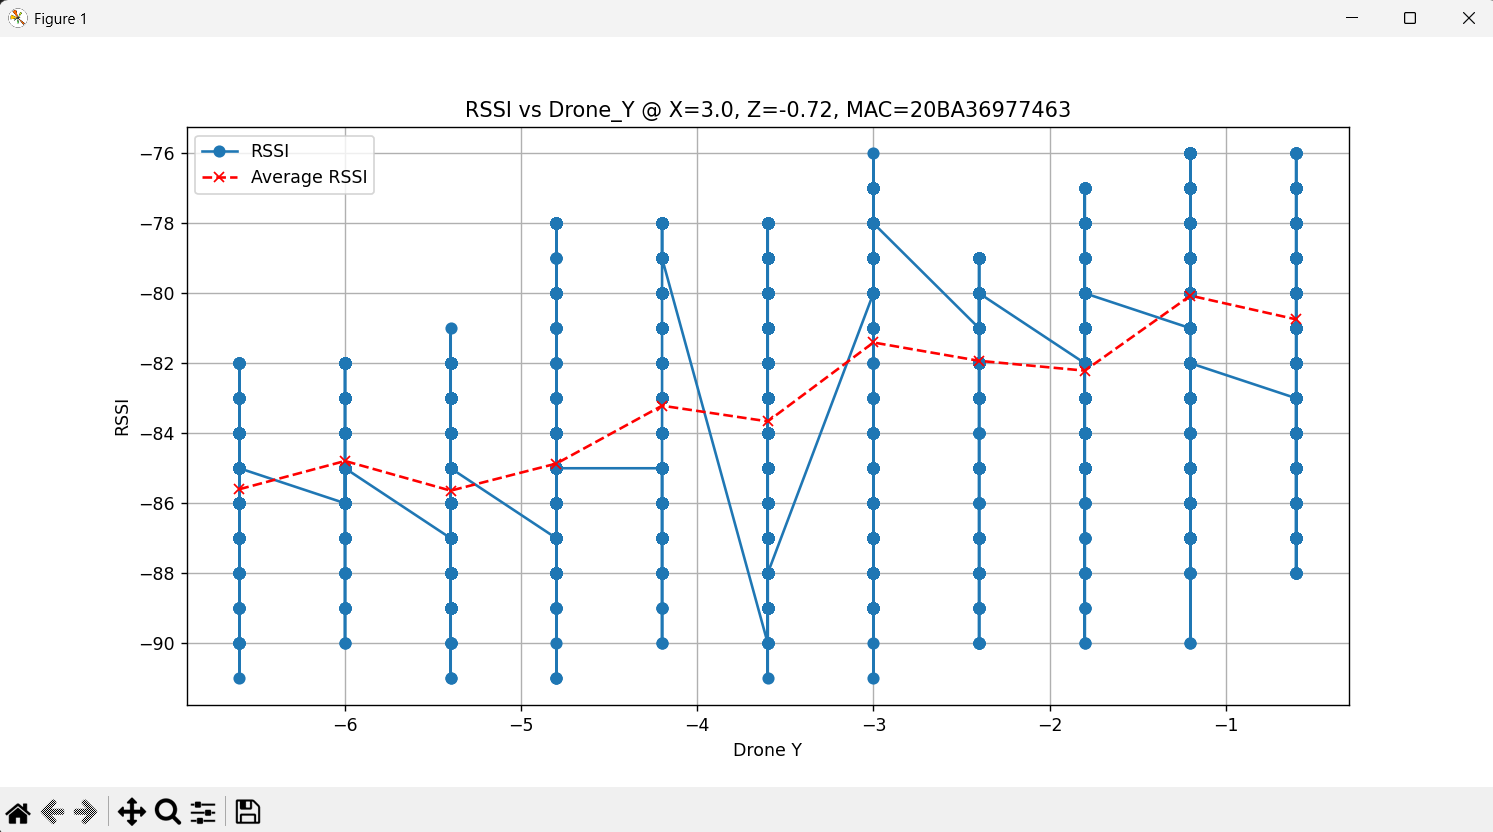 Figure 1
RSSI vs Drone_Y @ X=3.0, Z=-0.72, MAC=20BA36977463
RSSI
Average RSSI
−76
−78
−80
−82
−84
−86
−88
−90
RSSI
−6 −5 −4 −3 −2 −1
Drone Y